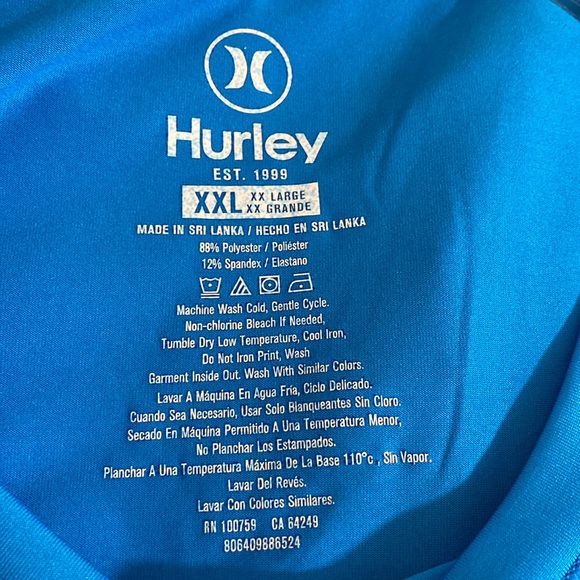 Hurley
EST. 1999
XXL XX LARGE
XX GRANDE
MADE IN SRI LANKA / HECHO EN SRI LANKA
88% Polyester / Poliéster
12% Spandex / Elastano
Machine Wash Cold, Gentle Cycle.
Non-chlorine Bleach If Needed,
Tumble Dry Low Temperature, Cool Iron,
Do Not Iron Print, Wash
Garment Inside Out. Wash With Similar Colors.
Lavar A Máquina En Agua Fría, Ciclo Delicado.
Cuando Sea Necesario, Usar Solo Blanqueantes Sin Cloro.
Secado En Máquina Permitido A Una Temperatura Menor,
No Planchar Los Estampados.
Planchar A Una Temperatura Máxima De La Base 110°c , Sin Vapor.
Lavar Del Revés.
Lavar Con Colores Similares.
RN 100759 CA 64249
806409886524